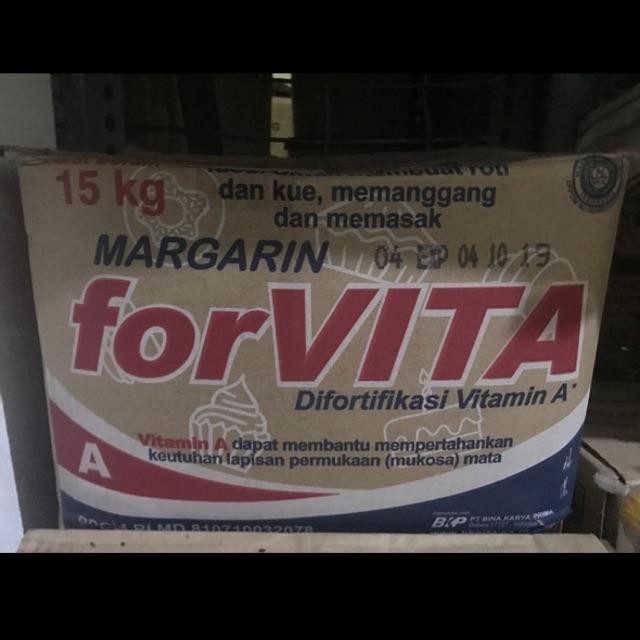 15 kg
dan kue, memanggang
dan memasak
MARGARIN
04 EXP 04 10 19
forVITA
Difortifikasi Vitamin A*
A
Vitamin A dapat membantu mempertahankan
keutuhan lapisan permukaan (mukosa) mata
BKP PT BINA KARYA PRIMA